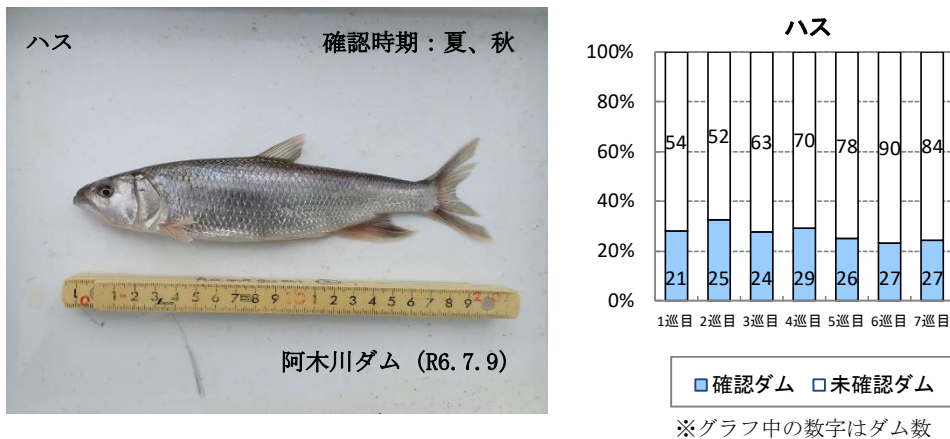 ハス 確認時期：夏、秋
阿木川ダム (R6.7.9)
ハス
100%
80%
60%
40%
20%
0%
54 52 63 70 78 90 84
21 25 24 29 26 27 27
1巡目 2巡目 3巡目 4巡目 5巡目 6巡目 7巡目
確認ダム 未確認ダム
※グラフ中の数字はダム数